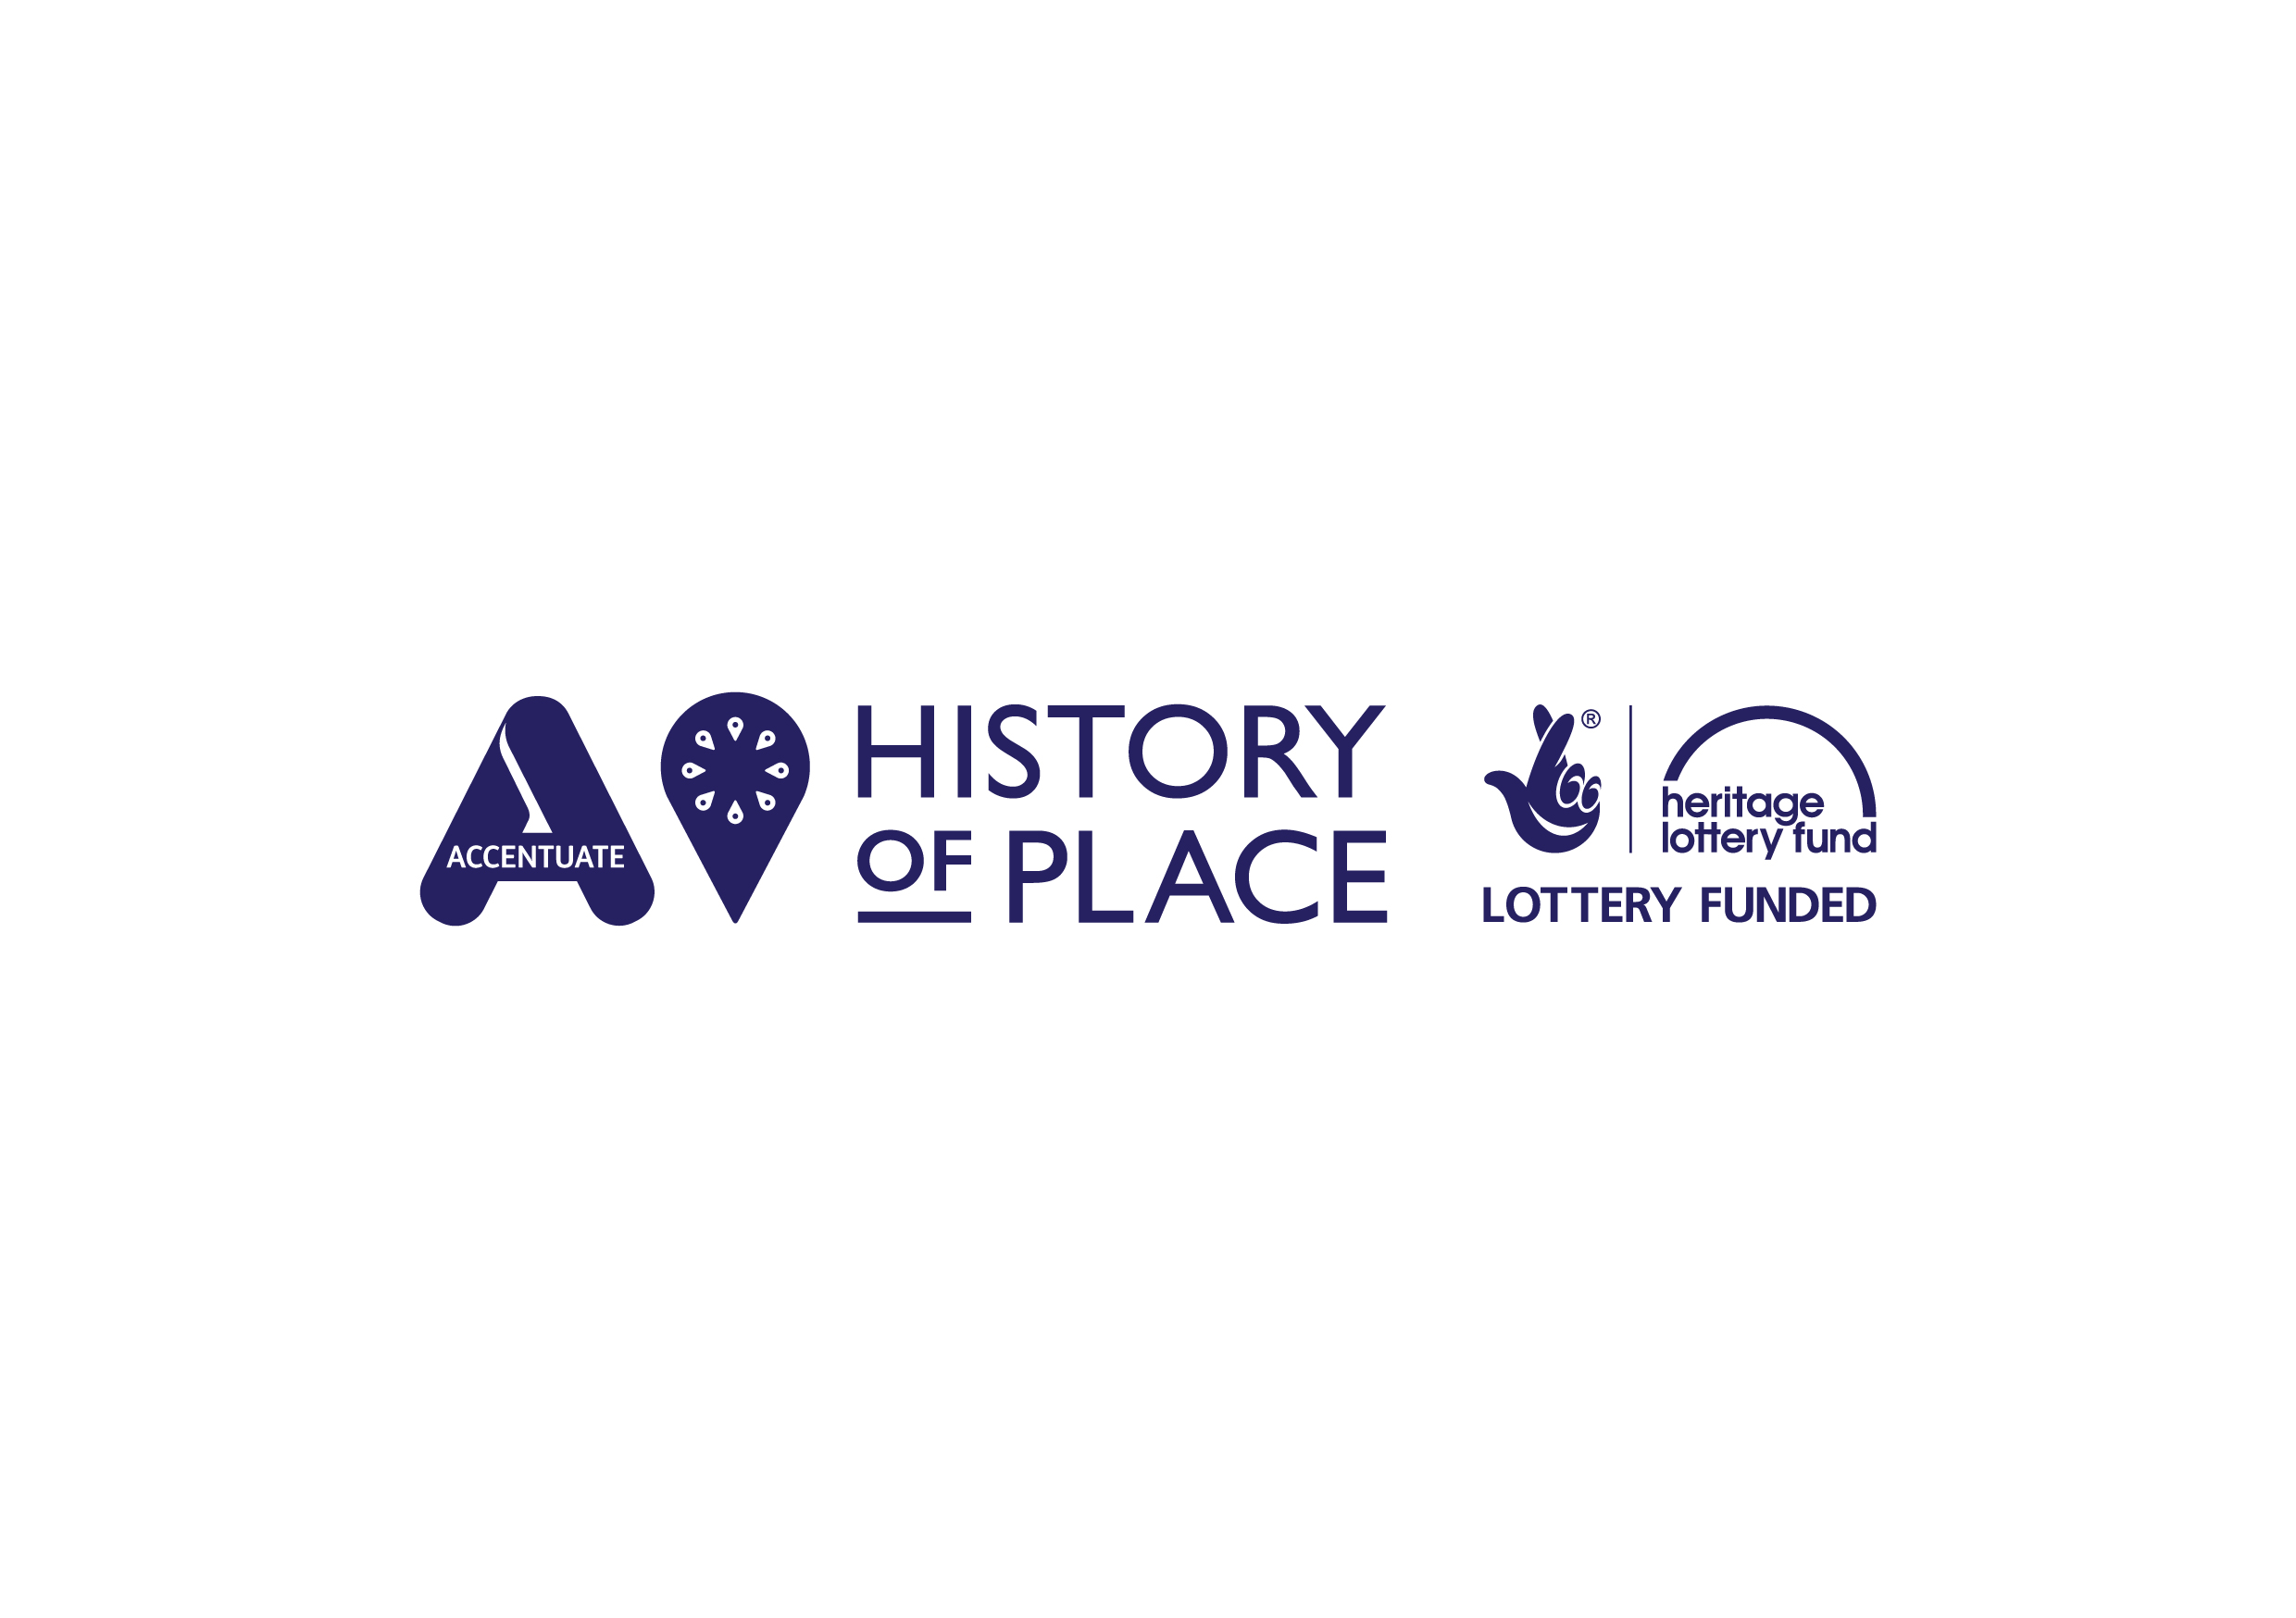 ACCENTUATE
HISTORY
OF PLACE
®
heritage
lottery fund
LOTTERY FUNDED